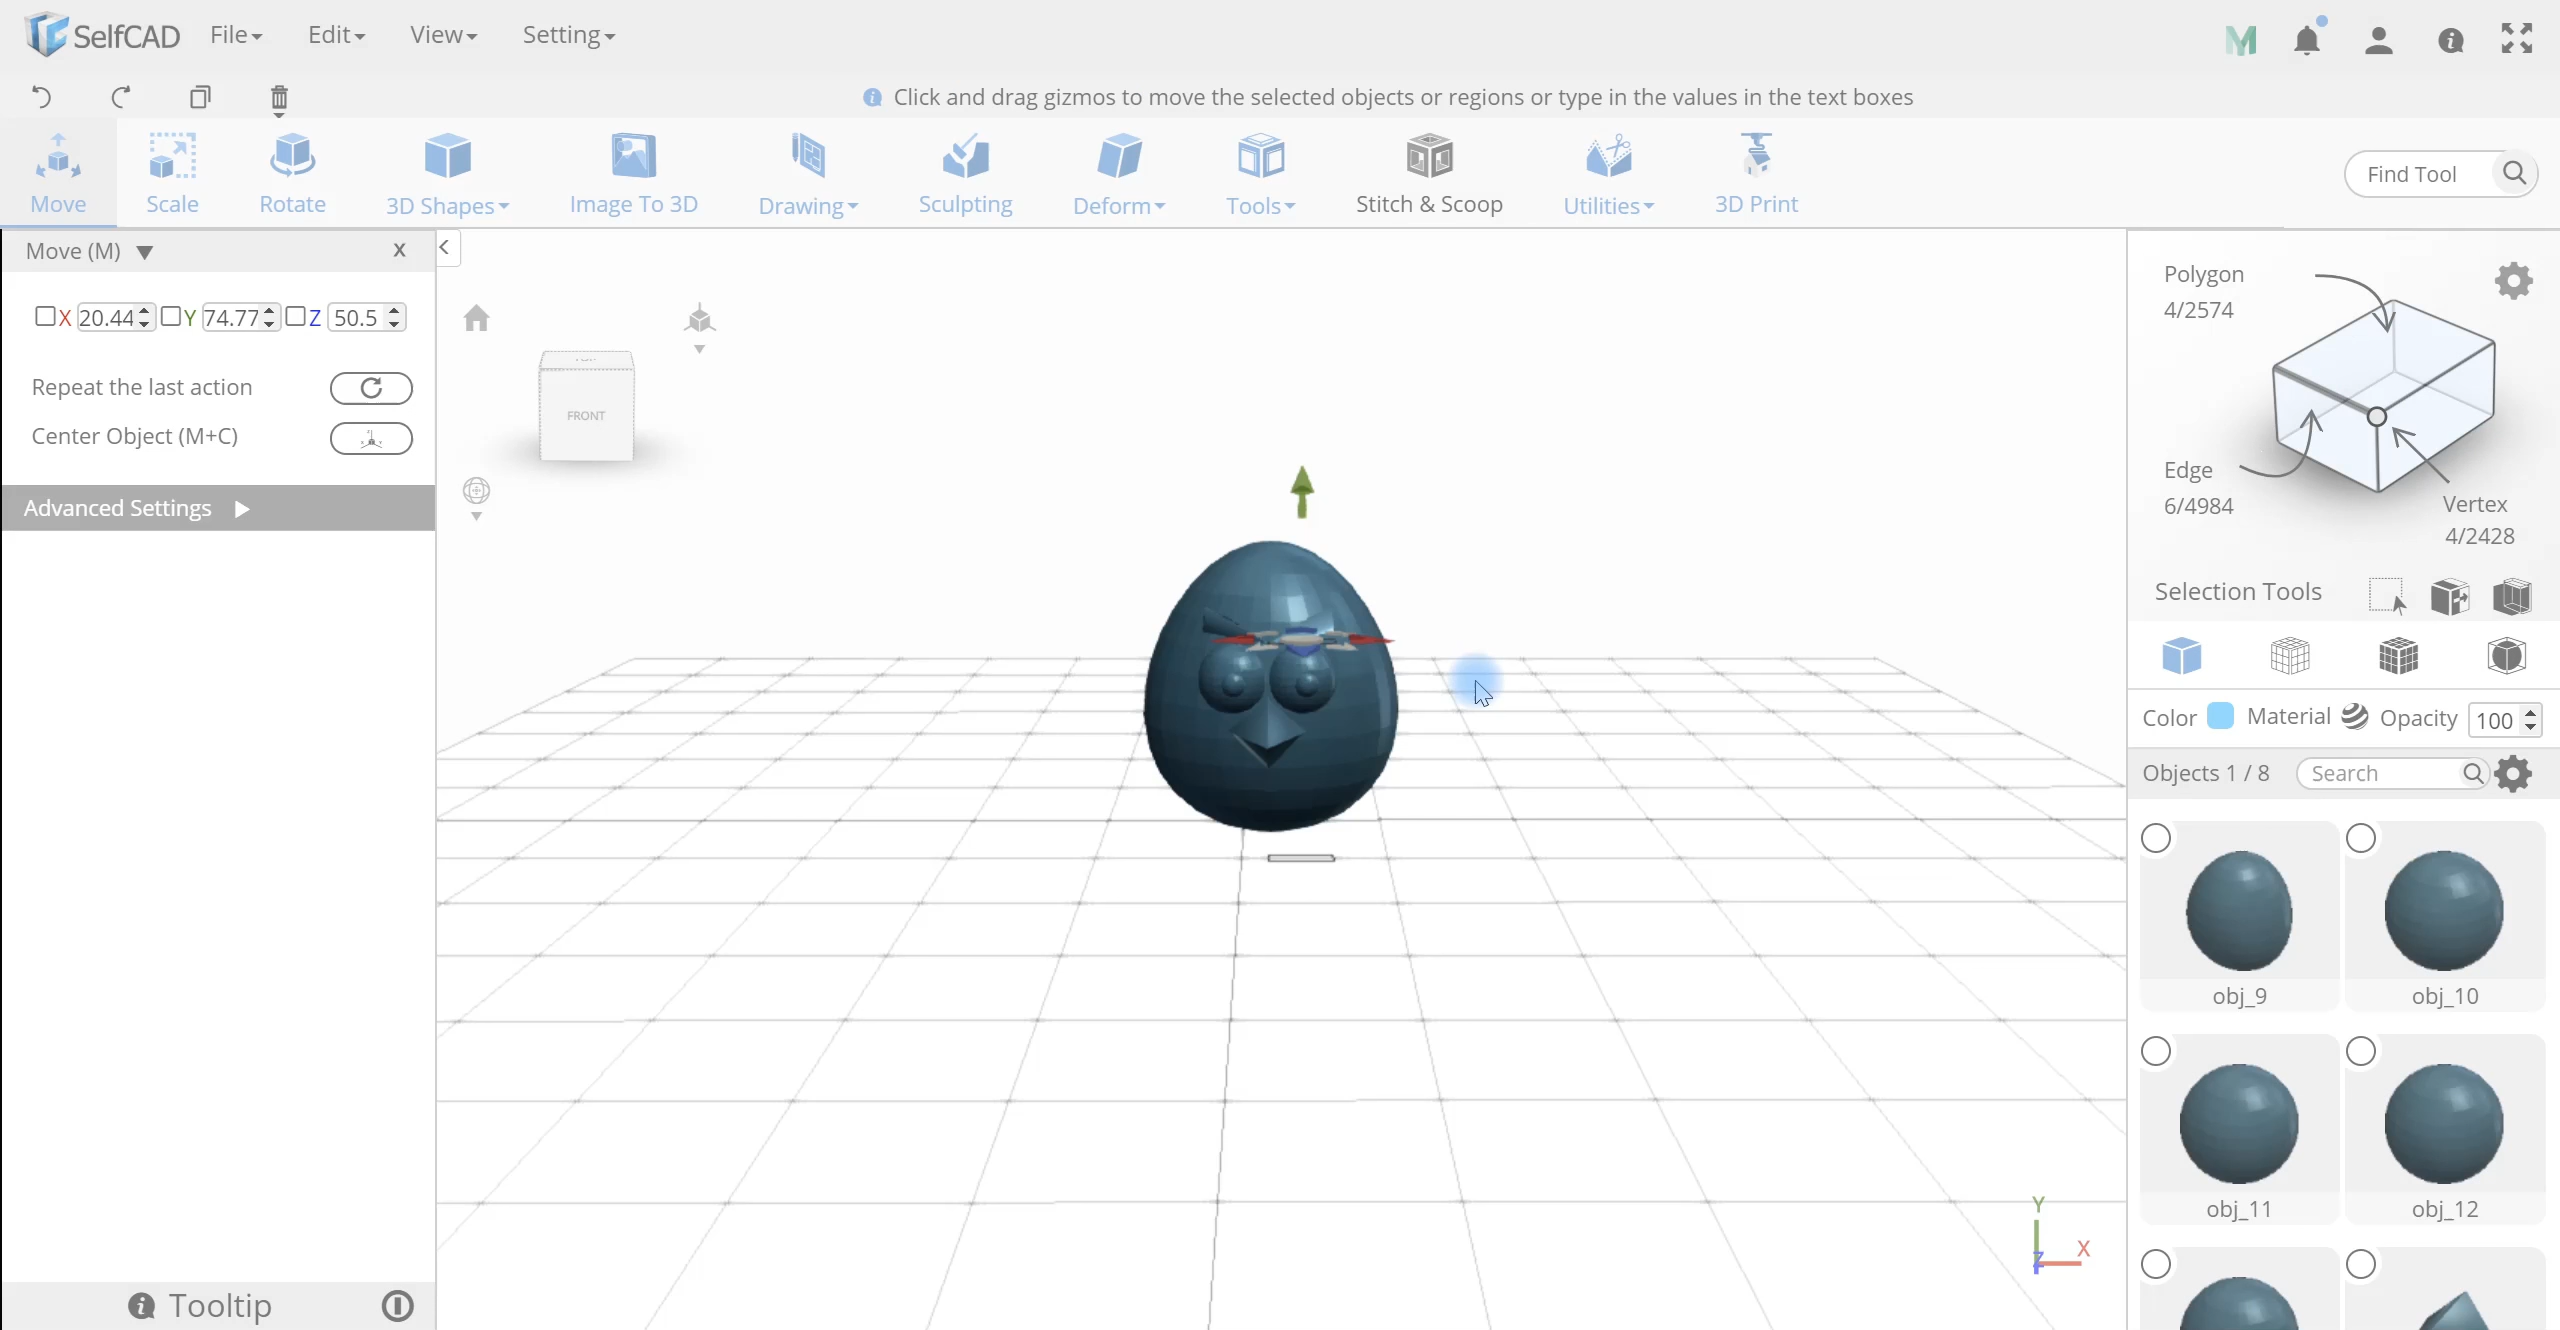 SelfCAD File Edit View Setting
Click and drag gizmos to move the selected objects or regions or type in the values in the text boxes
Move Scale Rotate 3D Shapes Image To 3D Drawing Sculpting Deform Tools Stitch & Scoop Utilities 3D Print Find Tool
Move (M) x
X 20.44 Y 74.77 Z 50.5
Repeat the last action
Center Object (M+C)
Advanced Settings
Tooltip
FRONT
Y
X
Z
Polygon
4/2574
Edge
6/4984
Vertex
4/2428
Selection Tools
Color Material Opacity 100
Objects 1 / 8 Search
obj_9 obj_10
obj_11 obj_12